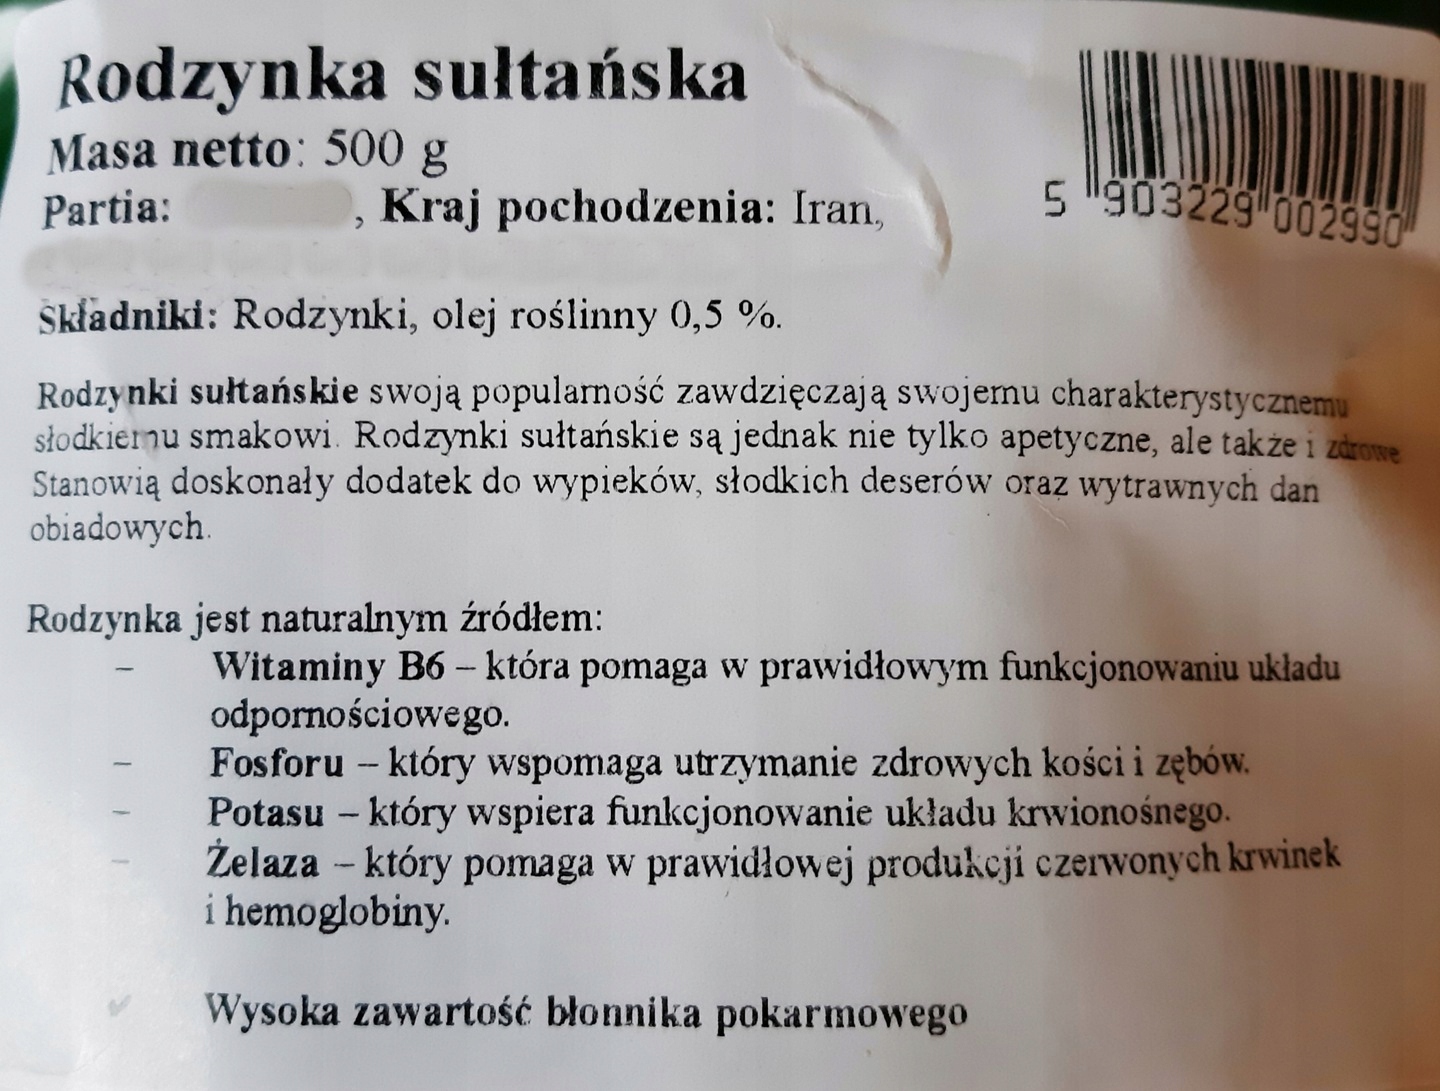 Rodzynka sułtańska
Masa netto: 500 g
Partia: , Kraj pochodzenia: Iran,
5 903229 002990
Składniki: Rodzynki, olej roślinny 0,5 %.
Rodzynki sułtańskie swoją popularność zawdzięczają swojemu charakterystycznemu
słodkiemu smakowi. Rodzynki sułtańskie są jednak nie tylko apetyczne, ale także i zdrowe
Stanowią doskonały dodatek do wypieków, słodkich deserów oraz wytrawnych dan
obiadowych.
Rodzynka jest naturalnym źródłem:
– Witaminy B6 – która pomaga w prawidłowym funkcjonowaniu układu
odpornościowego.
– Fosforu – który wspomaga utrzymanie zdrowych kości i zębów.
– Potasu – który wspiera funkcjonowanie układu krwionośnego.
– Żelaza – który pomaga w prawidłowej produkcji czerwonych krwinek
i hemoglobiny.
✓ Wysoka zawartość błonnika pokarmowego